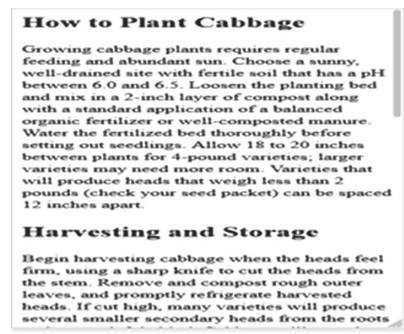 How to Plant Cabbage
Growing cabbage plants requires regular
feeding and abundant sun. Choose a sunny,
well-drained site with fertile soil that has a pH
between 6.0 and 6.5. Loosen the planting bed
and mix in a 2-inch layer of compost along
with a standard application of a balanced
organic fertilizer or well-composted manure.
Water the fertilized bed thoroughly before
setting out seedlings. Allow 18 to 20 inches
between plants for 4-pound varieties; larger
varieties may need more room. Varieties that
will produce heads that weigh less than 2
pounds (check your seed packet) can be spaced
12 inches apart.
Harvesting and Storage
Begin harvesting cabbage when the heads feel
firm, using a sharp knife to cut the heads from
the stem. Remove and compost rough outer
leaves, and promptly refrigerate harvested
heads. If cut high, many varieties will produce
several smaller secondary heads from the roots